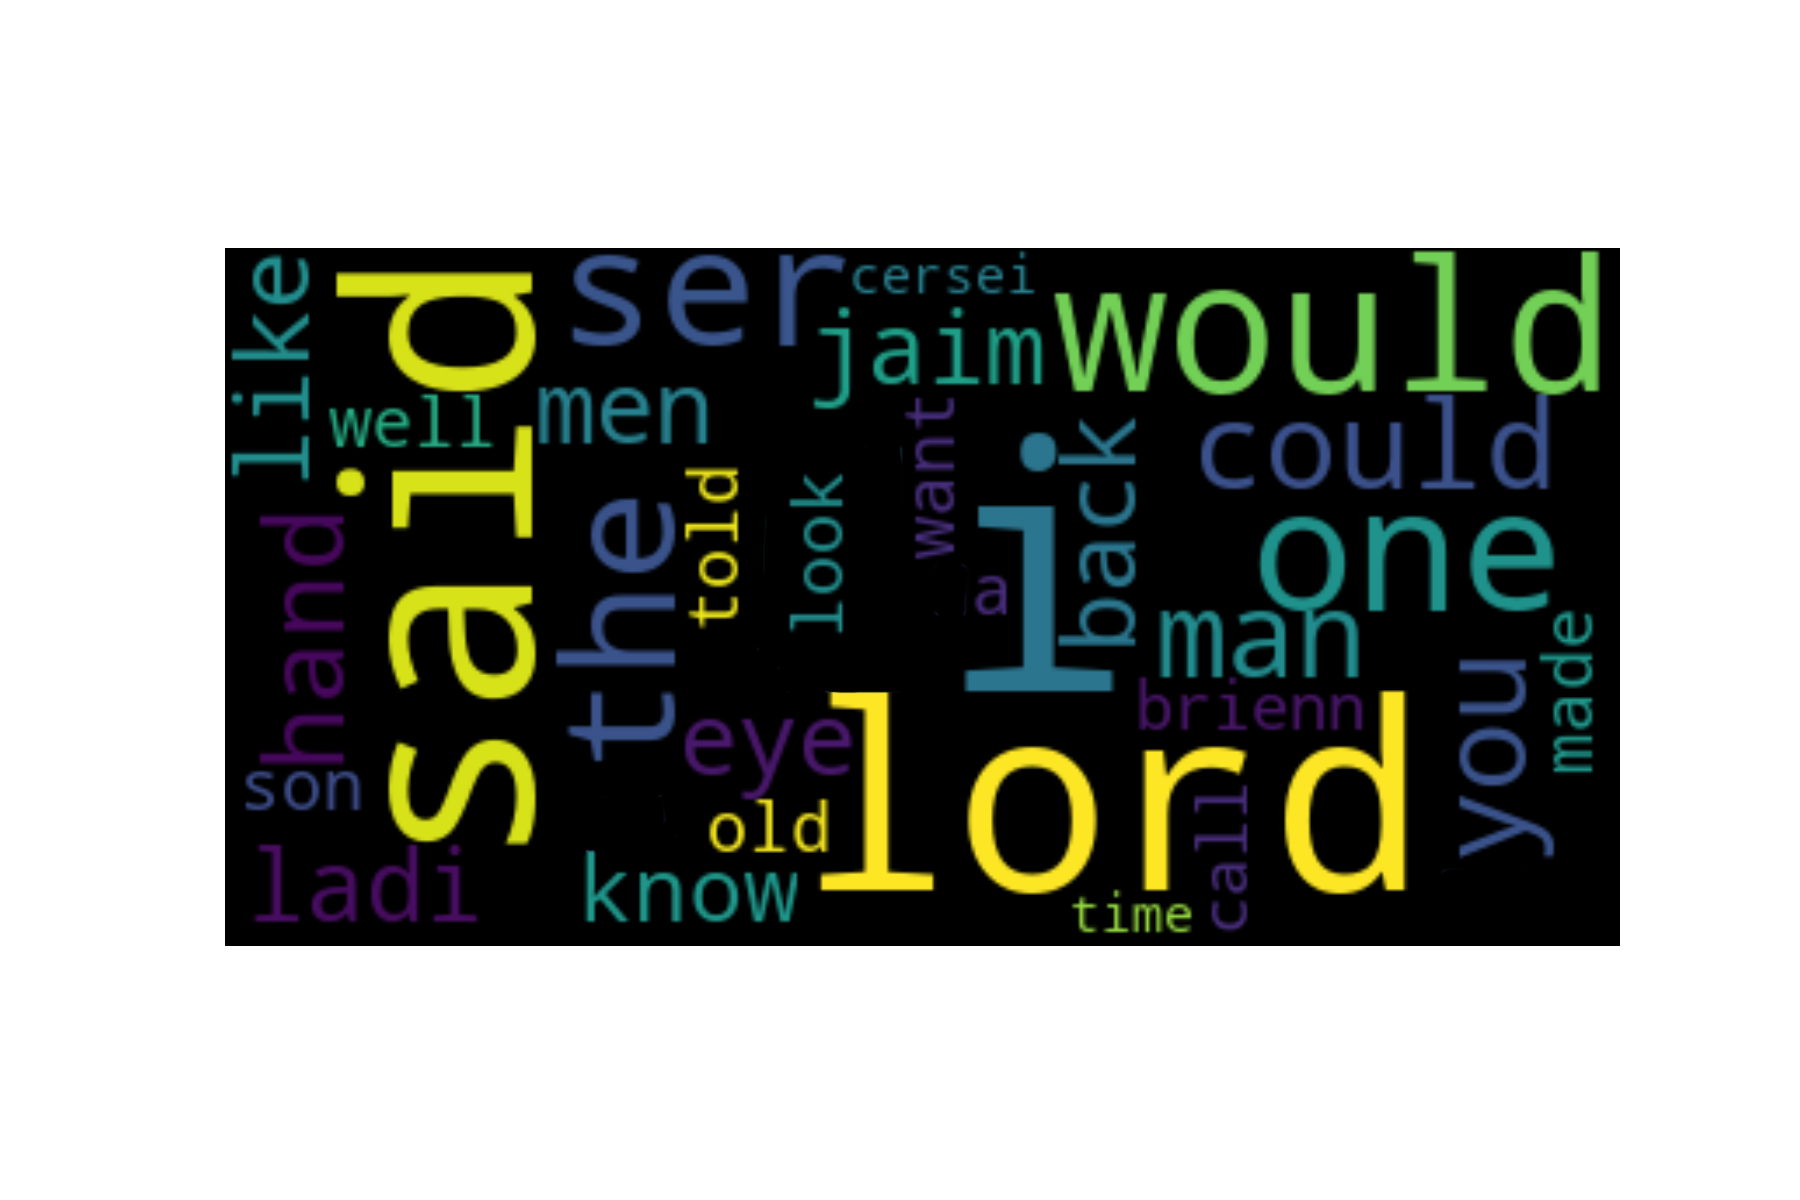 like
said
ser
cersei
would
jaim
well
men
want
could
i
back
told
look
the
hand
one
a
man
made
you
brienn
eye
lord
son
old
call
ladi
know
time